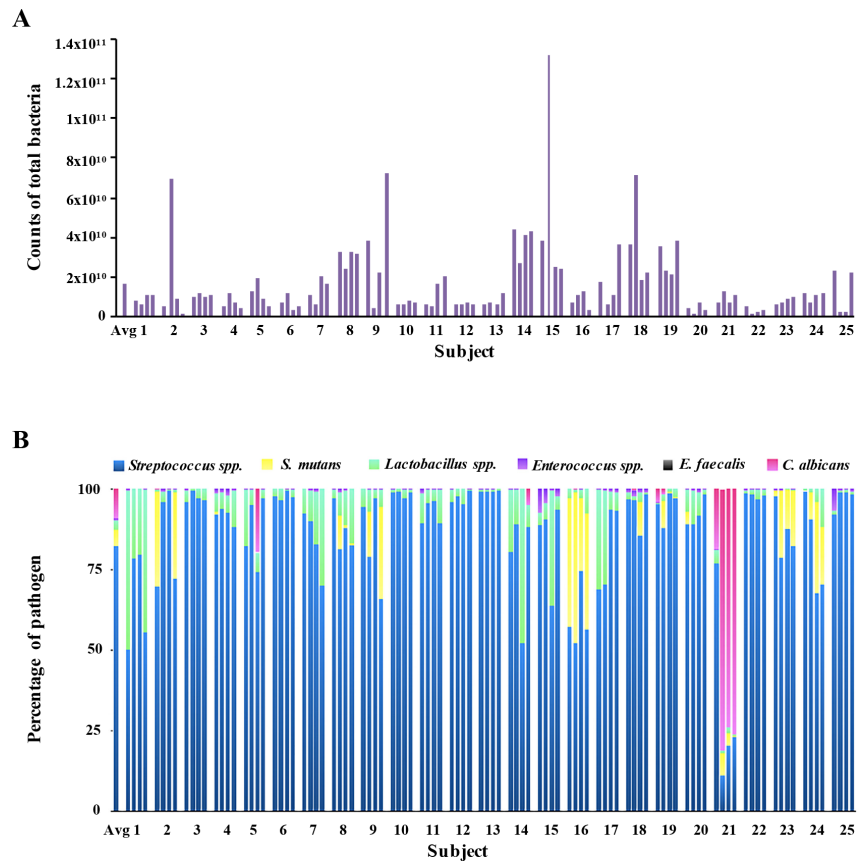 A
1.4x10¹¹
1.2x10¹¹
1x10¹¹
8x10¹⁰
6x10¹⁰
4x10¹⁰
2x10¹⁰
0
Counts of total bacteria
Avg 1 2 3 4 5 6 7 8 9 10 11 12 13 14 15 16 17 18 19 20 21 22 23 24 25
Subject
B
Streptococcus spp. S. mutans Lactobacillus spp. Enterococcus spp. E. faecalis C. albicans
100
75
50
25
0
Percentage of pathogen
Avg 1 2 3 4 5 6 7 8 9 10 11 12 13 14 15 16 17 18 19 20 21 22 23 24 25
Subject